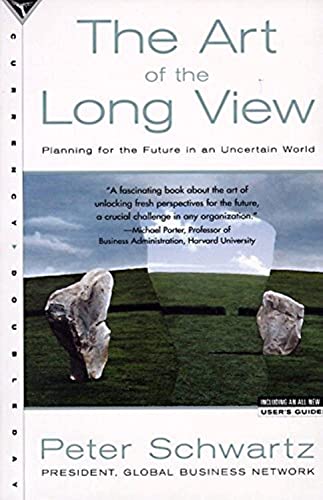 CURRENCY • DOUBLEDAY
The Art
of the
Long View
Planning for the Future in an Uncertain World
"A fascinating book about the art of
unlocking fresh perspectives for the future,
a crucial challenge in any organization."
—Michael Porter, Professor of
Business Administration, Harvard University
INCLUDING AN ALL NEW
USER'S GUIDE
Peter Schwartz
PRESIDENT, GLOBAL BUSINESS NETWORK